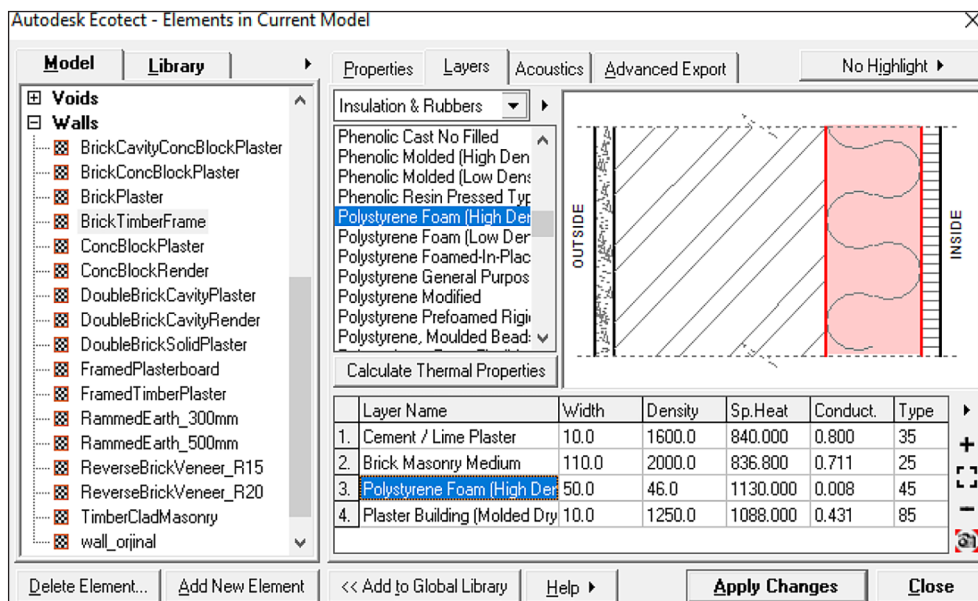 Autodesk Ecotect - Elements in Current Model
Model
Library
Voids
Walls
BrickCavityConcBlockPlaster
BrickConcBlockPlaster
BrickPlaster
BrickTimberFrame
ConcBlockPlaster
ConcBlockRender
DoubleBrickCavityPlaster
DoubleBrickCavityRender
DoubleBrickSolidPlaster
FramedPlasterboard
FramedTimberPlaster
RammedEarth_300mm
RammedEarth_500mm
ReverseBrickVeneer_R15
ReverseBrickVeneer_R20
TimberCladMasonry
wall_orjinal
Delete Element... Add New Element
Properties Layers Acoustics Advanced Export No Highlight
Insulation & Rubbers
Phenolic Cast No Filled
Phenolic Molded (High Den
Phenolic Molded (Low Dens
Phenolic Resin Pressed Typ
Polystyrene Foam (High Der
Polystyrene Foam (Low Der
Polystyrene Foamed-In-Plac
Polystyrene General Purpos
Polystyrene Modified
Polystyrene Prefoamed Rigi
Polystyrene, Moulded Bead
Calculate Thermal Properties
OUTSIDE
INSIDE
Layer Name Width Density Sp.Heat Conduct. Type
1. Cement / Lime Plaster 10.0 1600.0 840.000 0.800 35
2. Brick Masonry Medium 110.0 2000.0 836.800 0.711 25
3. Polystyrene Foam (High Der 50.0 46.0 1130.000 0.008 45
4. Plaster Building (Molded Dry 10.0 1250.0 1088.000 0.431 85
<< Add to Global Library Help Apply Changes Close